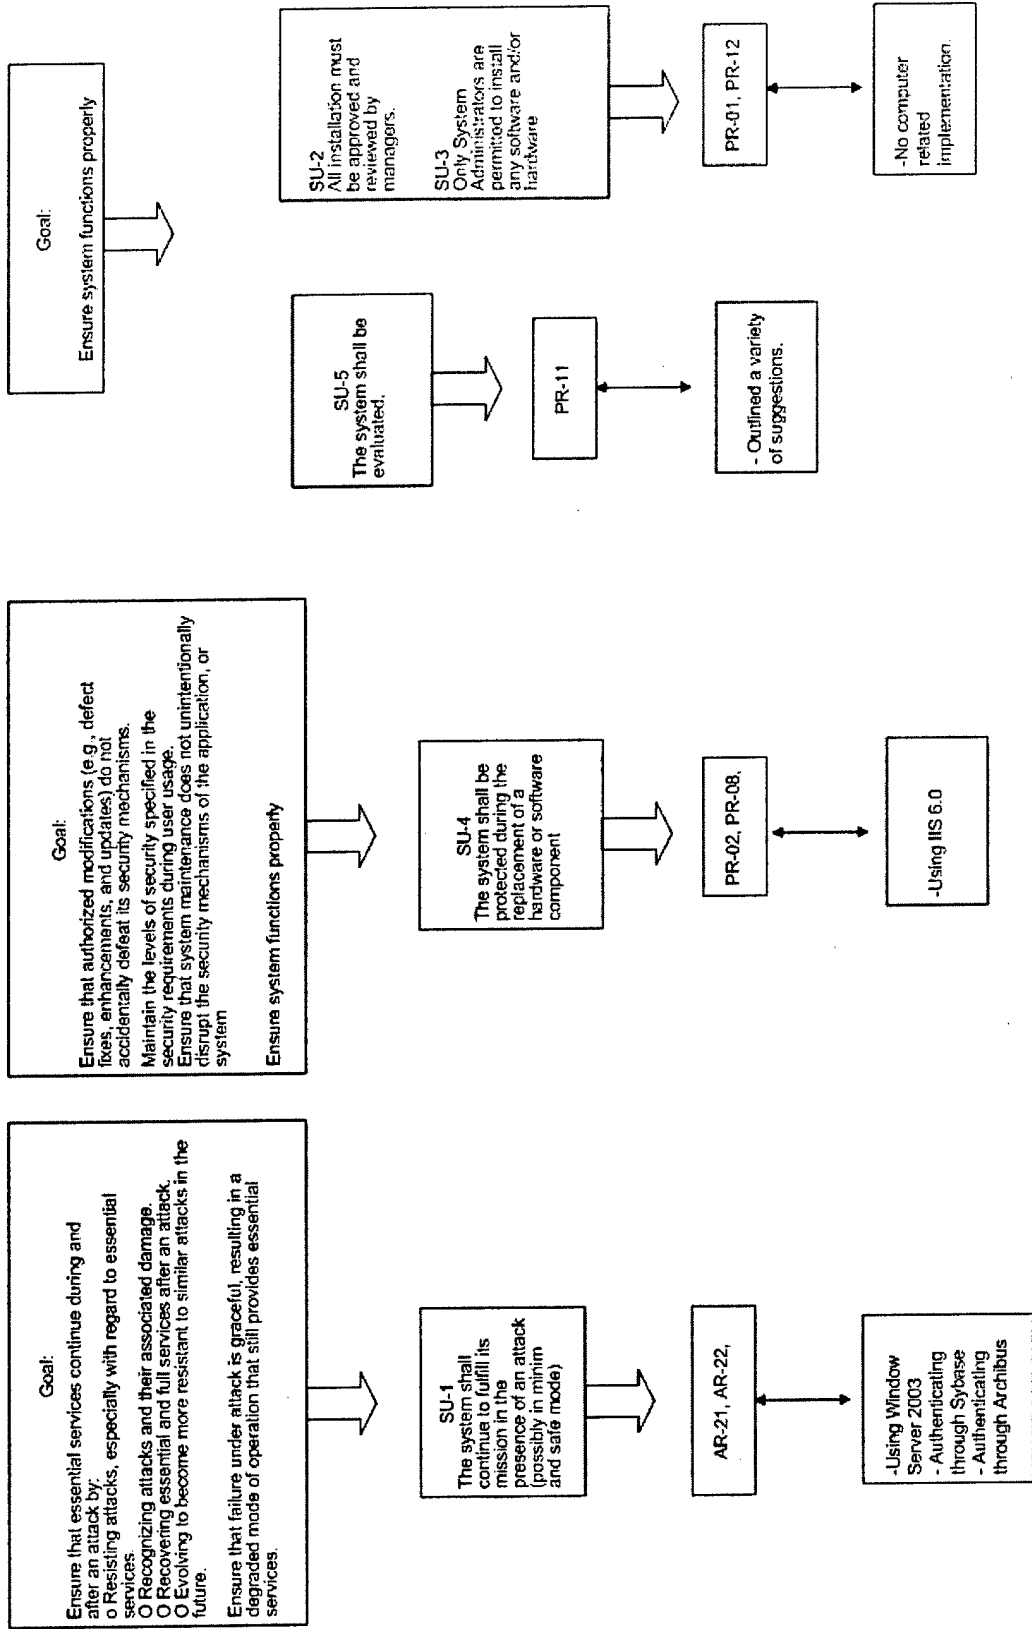 Goal:
Ensure that essential services continue during and
after an attack by:
o Resisting attacks, especially with regard to essential
services.
O Recognizing attacks and their associated damage.
O Recovering essential and full services after an attack.
O Evolving to become more resistant to similar attacks in the
future.
Ensure that failure under attack is graceful, resulting in a
degraded mode of operation that still provides essential
services.
SU-1
The system shall
continue to fulfill its
mission in the
presence of an attack
(possibly in minim
and safe mode)
AR-21, AR-22,
-Using Window
Server 2003
- Authenticating
through Sybase
- Authenticating
through Archibus
Goal:
Ensure that authorized modifications (e.g., defect
fixes, enhancements, and updates) do not
accidentally defeat its security mechanisms.
Maintain the levels of security specified in the
security requirements during user usage.
Ensure that system maintenance does not unintentionally
disrupt the security mechanisms of the application, or
system
Ensure system functions properly
SU-4
The system shall be
protected during the
replacement of a
hardware or software
component
PR-02, PR-08,
-Using IIS 6.0
Goal:
Ensure system functions properly
SU-5
The system shall be
evaluated.
PR-11
- Outlined a variety
of suggestions.
SU-2
All installation must
be approved and
reviewed by
managers.
SU-3
Only System
Administrators are
permitted to install
any software and/or
hardware
PR-01, PR-12
-No computer
related
implementation.